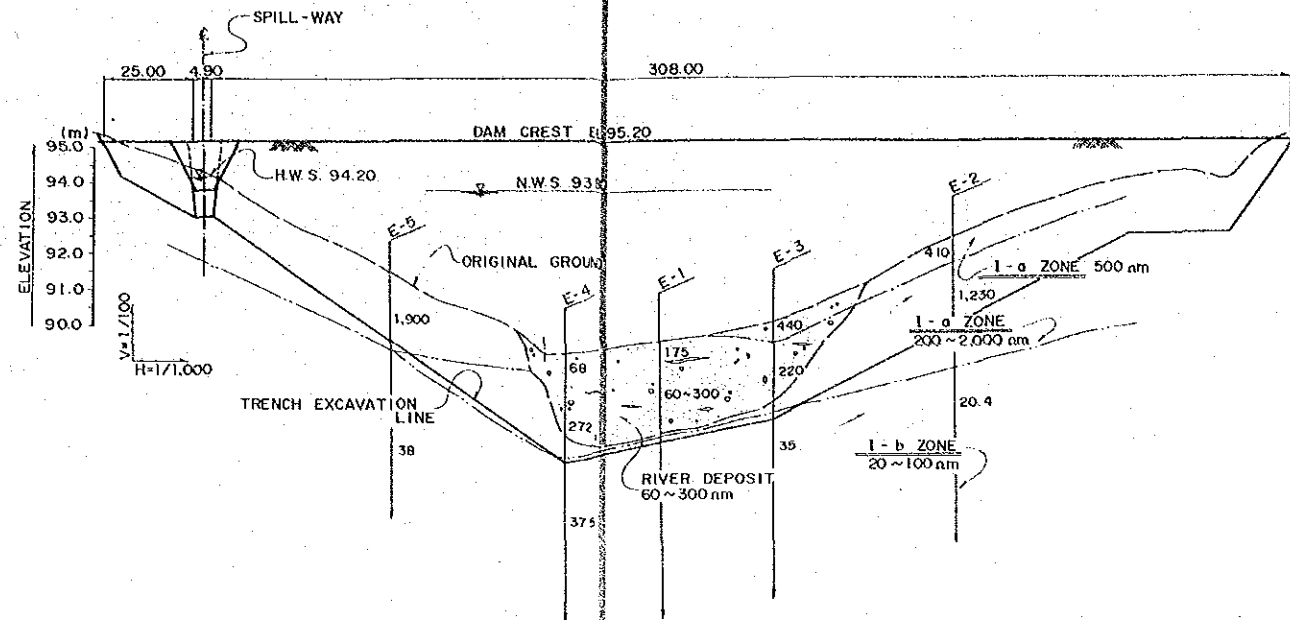 SPILL-WAY
25.00 4.90 308.00
(m)
DAM CREST EL95.20
95.0
94.0
93.0
92.0
91.0
90.0
ELEVATION
V=1/100
H=1/1,000
H.W.S. 94.20
N.W.S. 93
E-5
E-4
E-1
E-3
E-2
ORIGINAL GROUN
1,900
38
68
272
375
175
60~300
440
220
35
410
1,230
20.4
1-a ZONE 500 nm
1-a ZONE
200~2,000 nm
1-b ZONE
20~100 nm
TRENCH EXCAVATION
LINE
RIVER DEPOSIT
60~300 nm